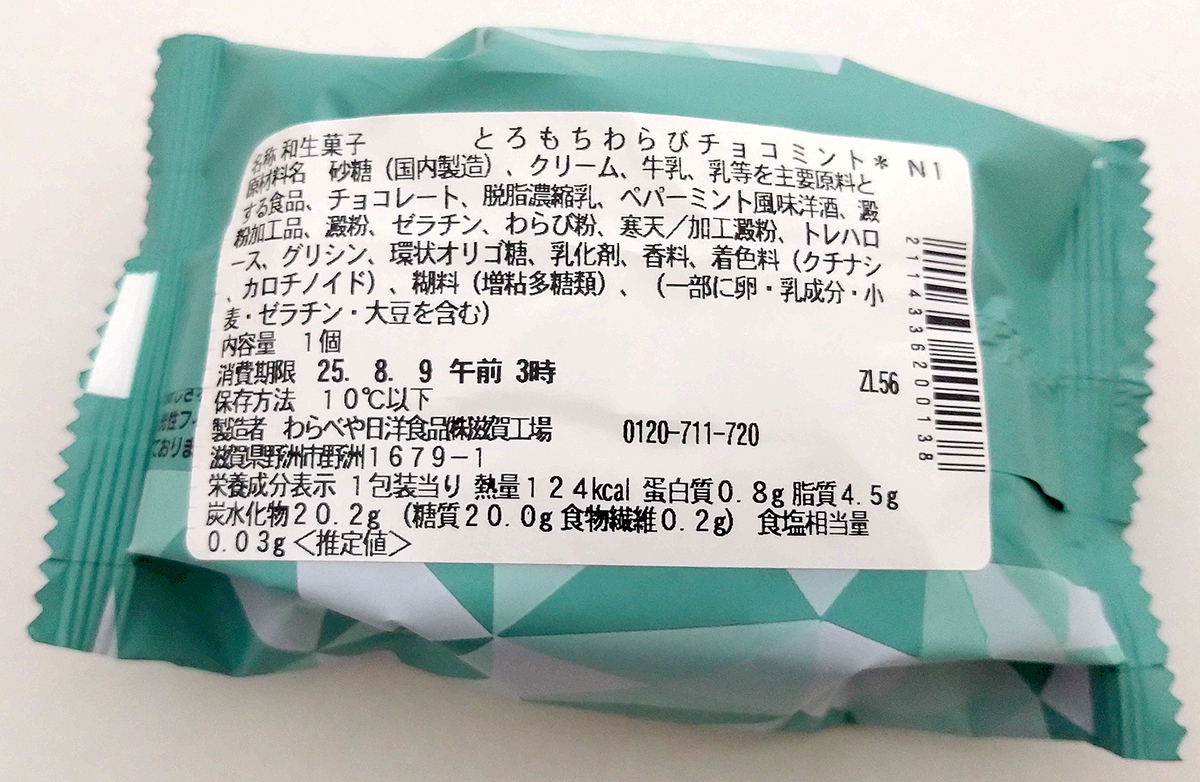 名称 和生菓子 とろもちわらびチョコミント* N1
原材料名 砂糖（国内製造）、クリーム、牛乳、乳等を主要原料と
する食品、チョコレート、脱脂濃縮乳、ペパーミント風味洋酒、澱
粉加工品、澱粉、ゼラチン、わらび粉、寒天／加工澱粉、トレハロ
ース、グリシン、環状オリゴ糖、乳化剤、香料、着色料（クチナシ
、カロチノイド）、糊料（増粘多糖類）、（一部に卵・乳成分・小
麦・ゼラチン・大豆を含む）
内容量 1個
消費期限 25. 8. 9 午前 3時
ZL56
保存方法 10℃以下
製造者 わらべや日洋食品㈱滋賀工場 0120-711-720
滋賀県野洲市野洲1679-1
栄養成分表示 1包装当り 熱量124kcal 蛋白質0.8g 脂質4.5g
炭水化物20.2g （糖質20.0g 食物繊維0.2g） 食塩相当量
0.03g＜推定値＞
2114336200138
ておりま